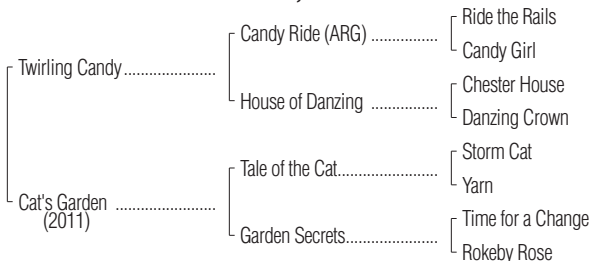 Ride the Rails
Candy Ride (ARG) ..................
Candy Girl
Twirling Candy......................
Chester House
House of Danzing ..................
Danzing Crown
Storm Cat
Tale of the Cat........................
Yarn
Cat's Garden ........................
(2011)
Time for a Change
Garden Secrets......................
Rokeby Rose